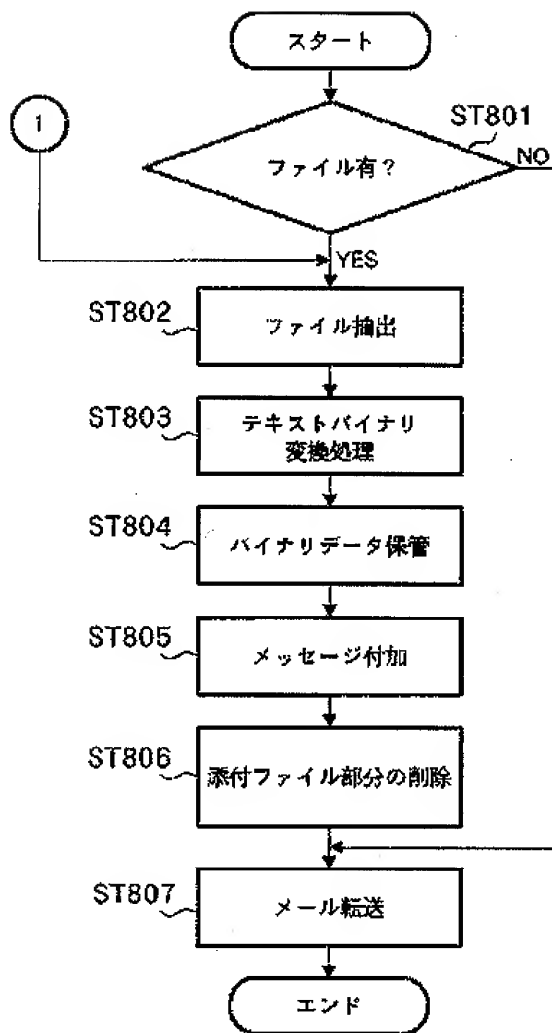 スタート
1
ST801
ファイル有?
NO
YES
ST802
ファイル抽出
ST803
テキストバイナリ
変換処理
ST804
バイナリデータ保管
ST805
メッセージ付加
ST806
添付ファイル部分の削除
ST807
メール転送
エンド